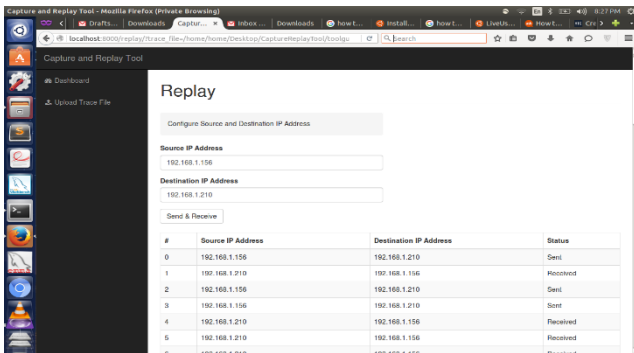 Capture and Replay Tool - Mozilla Firefox (Private Browsing)
En
8:27 PM
Drafts...
Downloads
Captur...
Inbox ...
Downloads
how t...
Install...
how t...
LiveUs...
How t...
localhost:8000/replay/?trace_file=/home/home/Desktop/CaptureReplayTool/toolgu
Search
Capture and Replay Tool
Dashboard
Upload Trace File
Replay
Configure Source and Destination IP Address
Source IP Address
192.168.1.156
Destination IP Address
192.168.1.210
Send & Receive
# Source IP Address Destination IP Address Status
0 192.168.1.156 192.168.1.210 Sent
1 192.168.1.210 192.168.1.156 Received
2 192.168.1.156 192.168.1.210 Sent
3 192.168.1.156 192.168.1.210 Sent
4 192.168.1.210 192.168.1.156 Received
5 192.168.1.210 192.168.1.156 Received